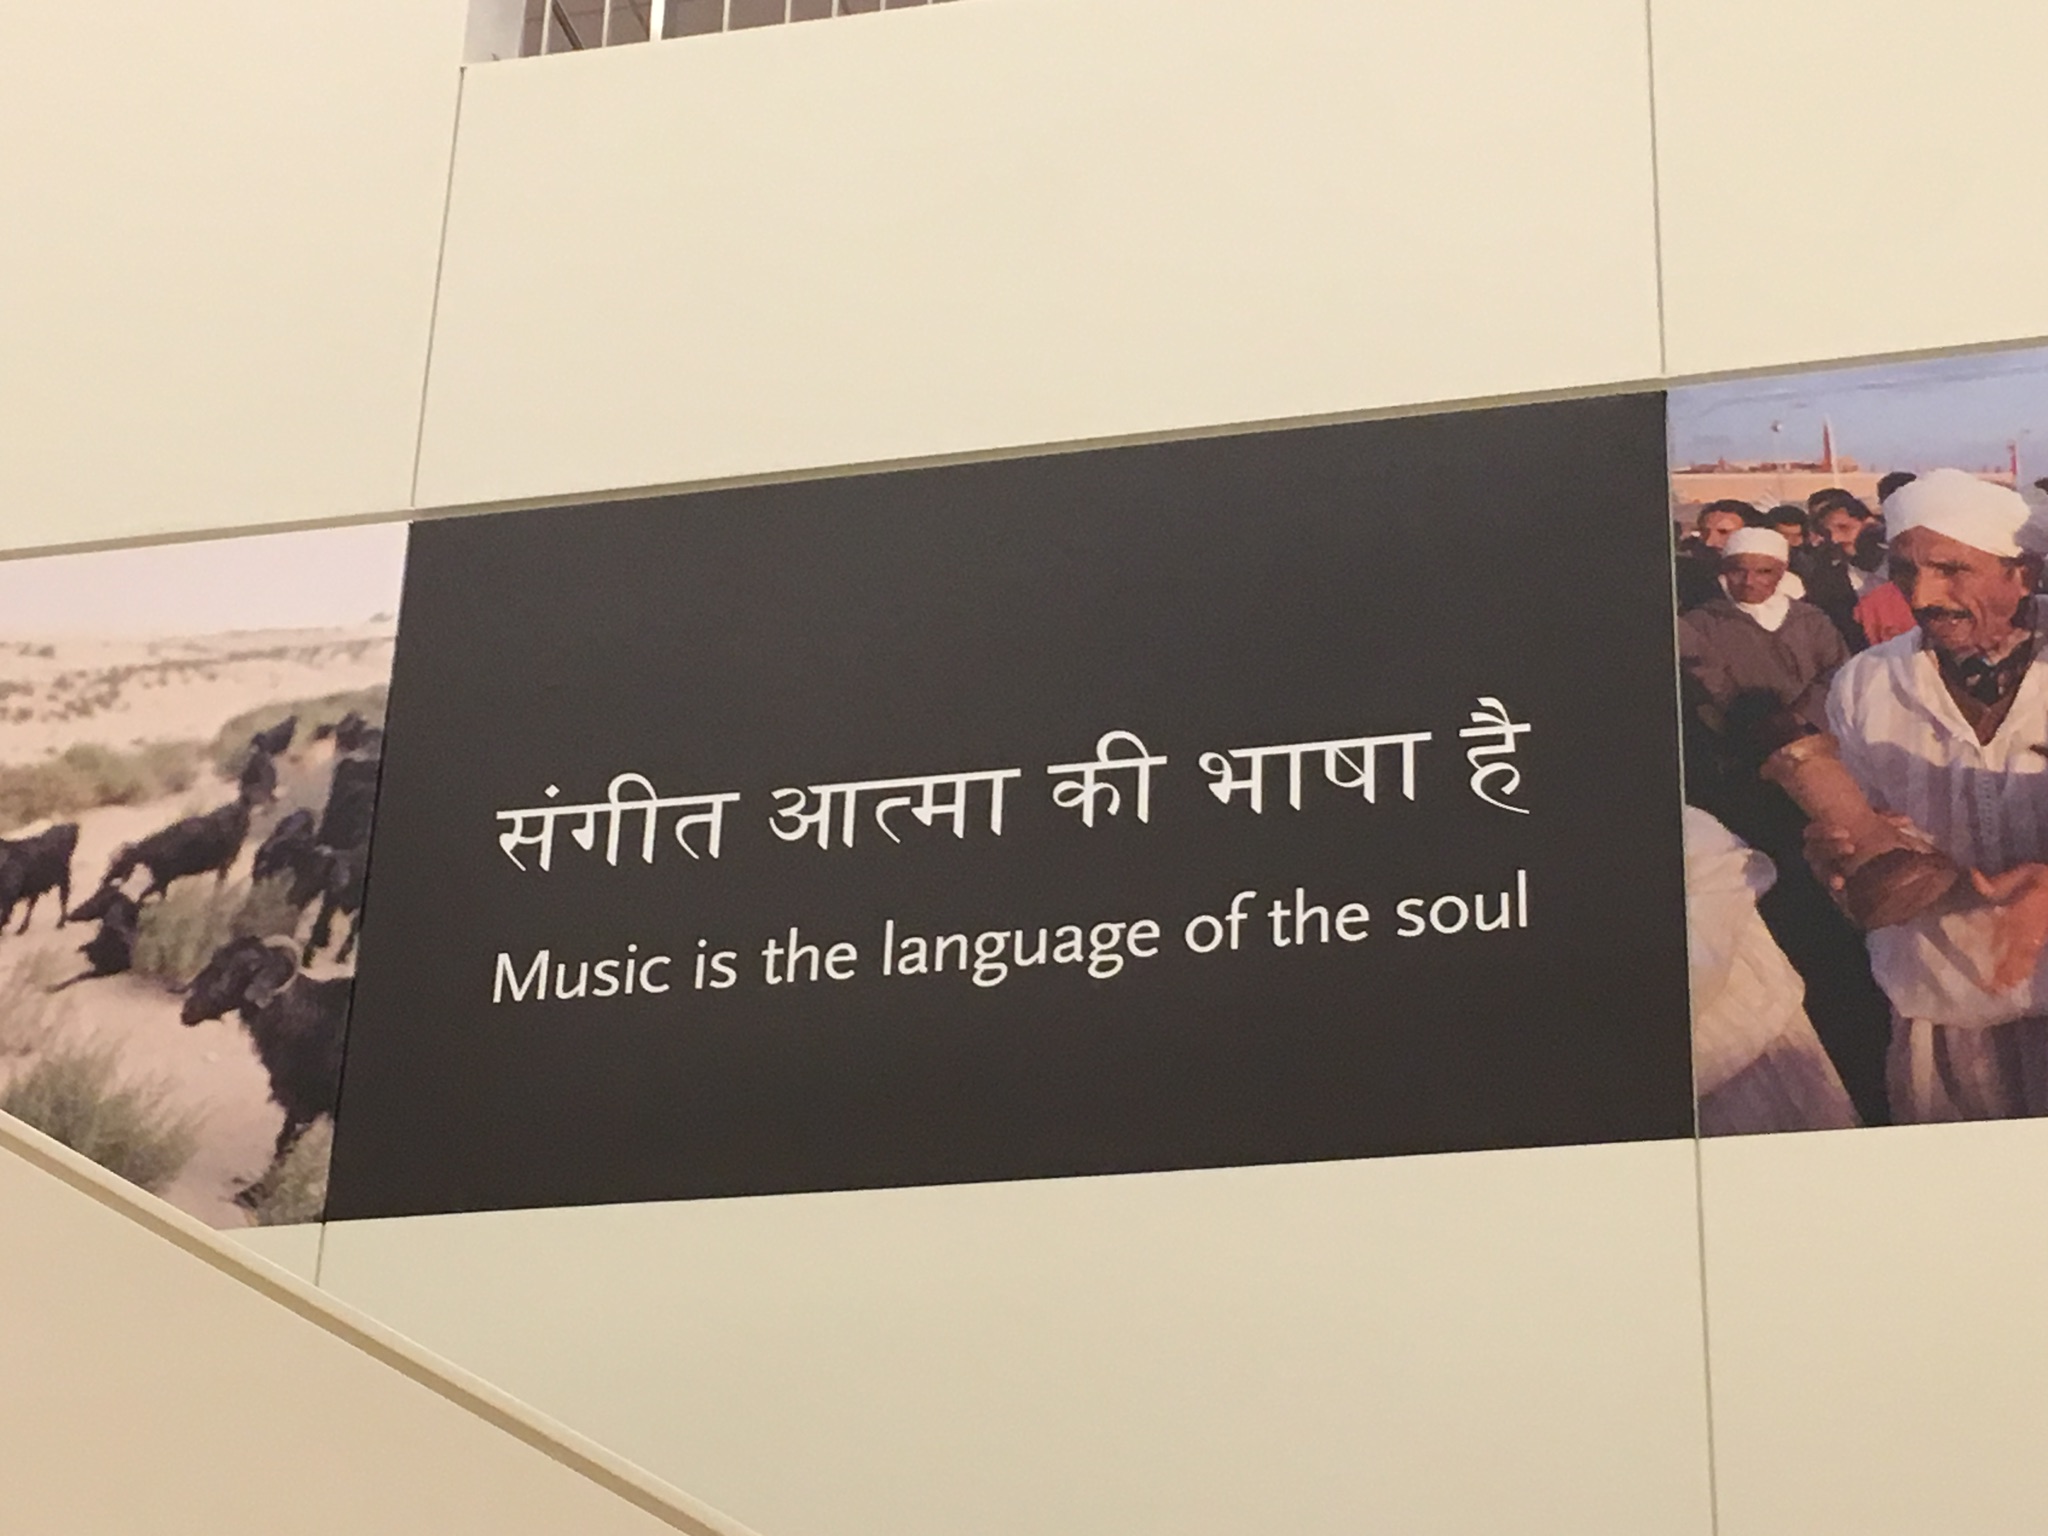 संगीत आत्मा की भाषा है
Music is the language of the soul